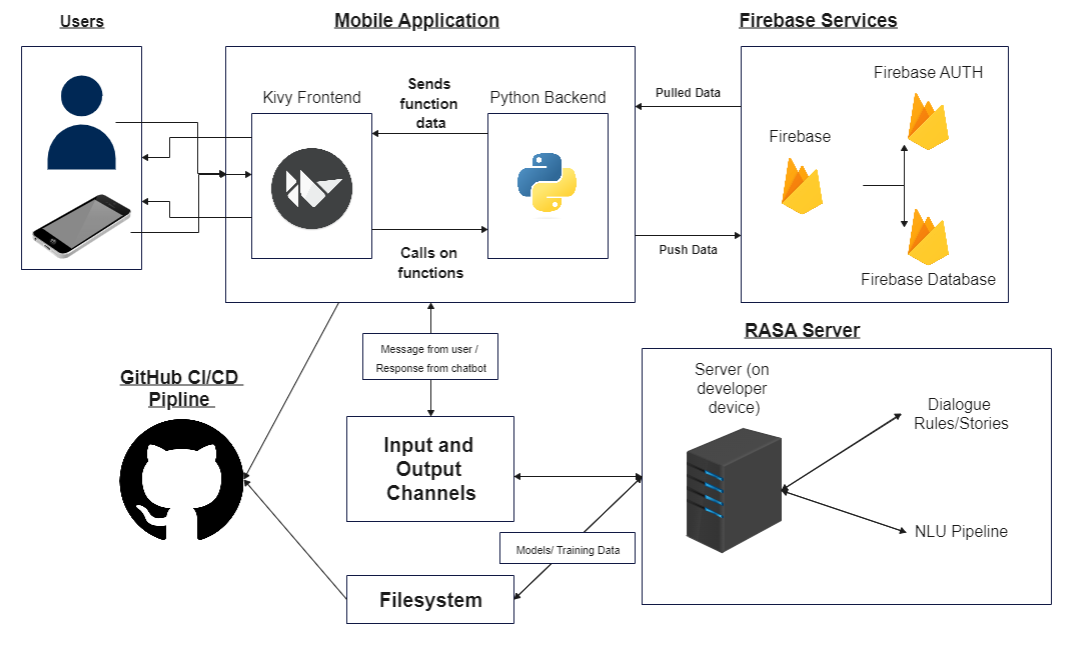 Users
Mobile Application
Firebase Services
Kivy Frontend
Sends
function
data
Python Backend
Calls on
functions
Pulled Data
Push Data
Firebase AUTH
Firebase
Firebase Database
Message from user /
Response from chatbot
GitHub CI/CD
Pipline
Input and
Output
Channels
RASA Server
Server (on
developer
device)
Dialogue
Rules/Stories
NLU Pipeline
Models/ Training Data
Filesystem